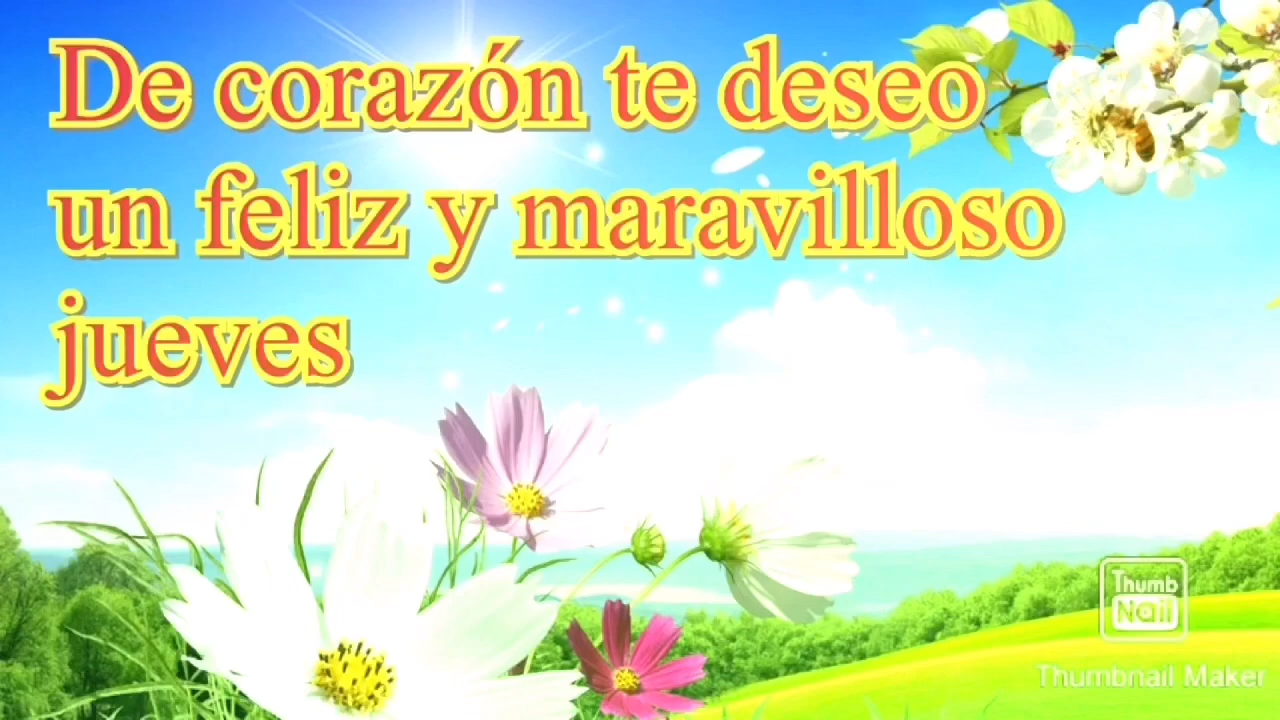 De corazón te deseo
un feliz y maravilloso
jueves
Thumb
Nail
Thumbnail Maker